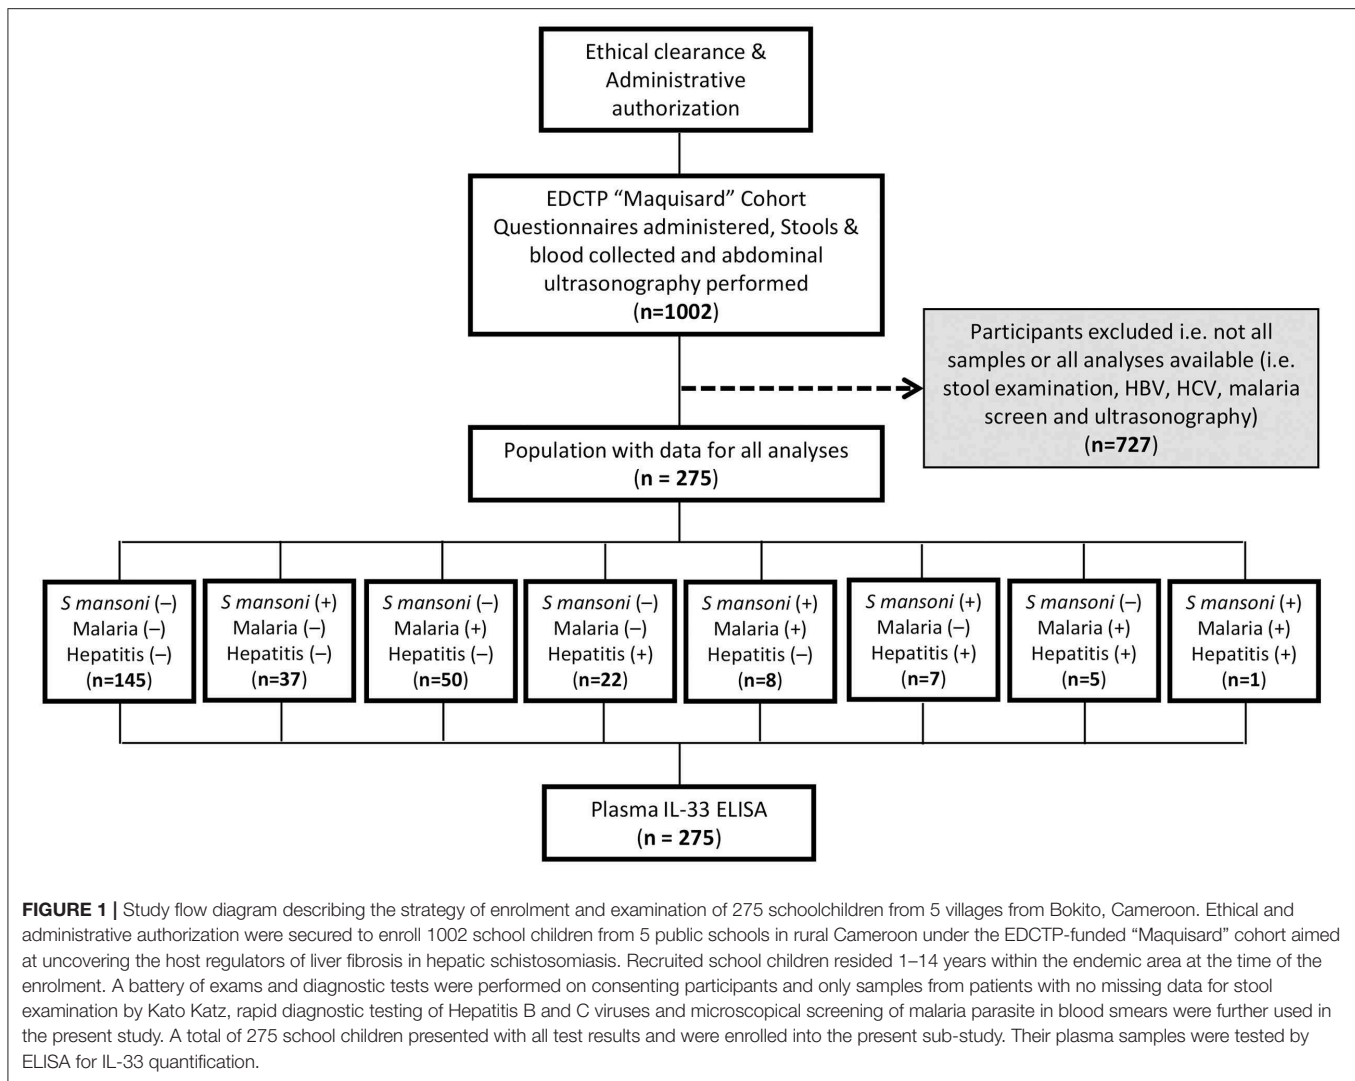 Ethical clearance &
Administrative
authorization
EDCTP “Maquisard” Cohort
Questionnaires administered, Stools &
blood collected and abdominal
ultrasonography performed
(n=1002)
Participants excluded i.e. not all
samples or all analyses available (i.e.
stool examination, HBV, HCV, malaria
screen and ultrasonography)
(n=727)
Population with data for all analyses
(n = 275)
S mansoni (–)
Malaria (–)
Hepatitis (–)
(n=145)
S mansoni (+)
Malaria (–)
Hepatitis (–)
(n=37)
S mansoni (–)
Malaria (+)
Hepatitis (–)
(n=50)
S mansoni (–)
Malaria (–)
Hepatitis (+)
(n=22)
S mansoni (+)
Malaria (+)
Hepatitis (–)
(n=8)
S mansoni (+)
Malaria (–)
Hepatitis (+)
(n=7)
S mansoni (–)
Malaria (+)
Hepatitis (+)
(n=5)
S mansoni (+)
Malaria (+)
Hepatitis (+)
(n=1)
Plasma IL-33 ELISA
(n = 275)
FIGURE 1 | Study flow diagram describing the strategy of enrolment and examination of 275 schoolchildren from 5 villages from Bokito, Cameroon. Ethical and
administrative authorization were secured to enroll 1002 school children from 5 public schools in rural Cameroon under the EDCTP-funded “Maquisard” cohort aimed
at uncovering the host regulators of liver fibrosis in hepatic schistosomiasis. Recruited school children resided 1–14 years within the endemic area at the time of the
enrolment. A battery of exams and diagnostic tests were performed on consenting participants and only samples from patients with no missing data for stool
examination by Kato Katz, rapid diagnostic testing of Hepatitis B and C viruses and microscopical screening of malaria parasite in blood smears were further used in
the present study. A total of 275 school children presented with all test results and were enrolled into the present sub-study. Their plasma samples were tested by
ELISA for IL-33 quantification.